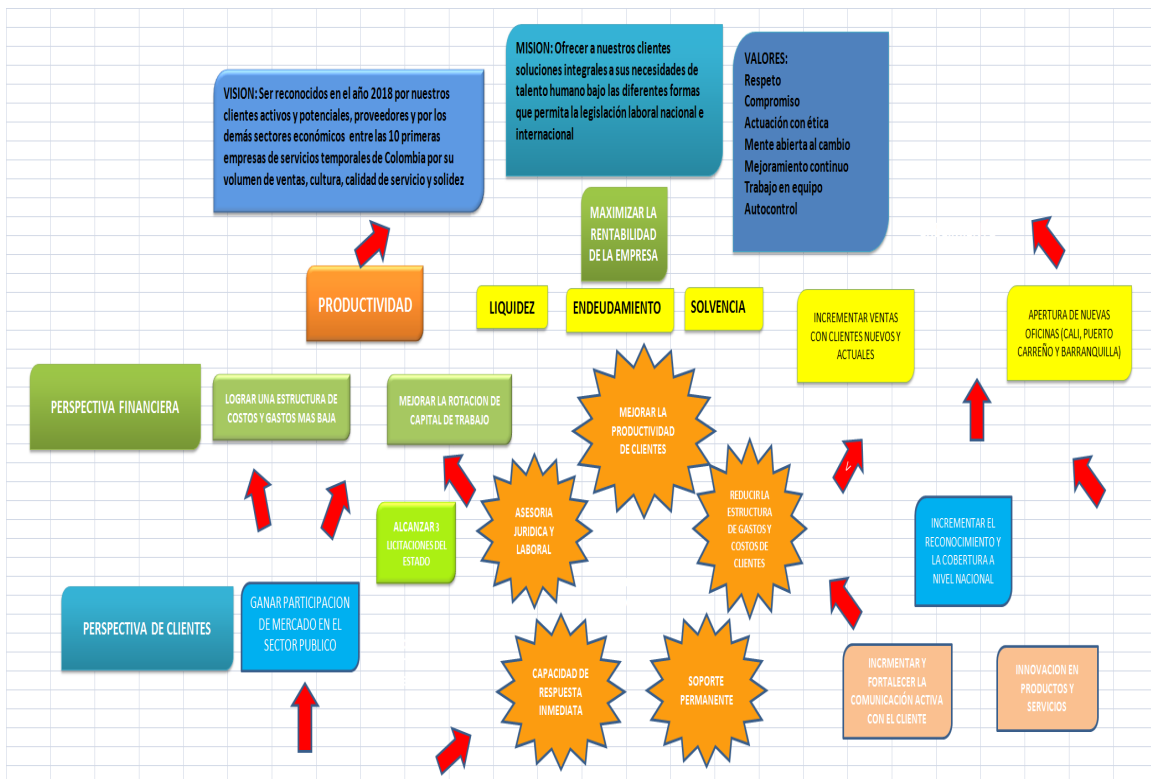 VISION: Ser reconocidos en el año 2018 por nuestros
clientes activos y potenciales, proveedores y por los
demás sectores económicos entre las 10 primeras
empresas de servicios temporales de Colombia por su
volumen de ventas, cultura, calidad de servicio y solidez
MISION: Ofrecer a nuestros clientes
soluciones integrales a sus necesidades de
talento humano bajo las diferentes formas
que permita la legislación laboral nacional e
internacional
VALORES:
Respeto
Compromiso
Actuación con ética
Mente abierta al cambio
Mejoramiento continuo
Trabajo en equipo
Autocontrol
MAXIMIZAR LA
RENTABILIDAD
DE LA EMPRESA
PRODUCTIVIDAD
LIQUIDEZ
ENDEUDAMIENTO
SOLVENCIA
INCREMENTAR VENTAS
CON CLIENTES NUEVOS Y
ACTUALES
APERTURA DE NUEVAS
OFICINAS (CALI, PUERTO
CARREÑO Y BARRANQUILLA)
PERSPECTIVA FINANCIERA
LOGRAR UNA ESTRUCTURA DE
COSTOS Y GASTOS MAS BAJA
MEJORAR LA ROTACION DE
CAPITAL DE TRABAJO
MEJORAR LA
PRODUCTIVIDAD
DE CLIENTES
ALCANZAR 3
LICITACIONES DEL
ESTADO
ASESORIA
JURIDICA Y
LABORAL
REDUCIR LA
ESTRUCTURA
DE GASTOS Y
COSTOS DE
CLIENTES
INCREMENTAR EL
RECONOCIMIENTO Y
LA COBERTURA A
NIVEL NACIONAL
PERSPECTIVA DE CLIENTES
GANAR PARTICIPACION
DE MERCADO EN EL
SECTOR PUBLICO
CAPACIDAD DE
RESPUESTA
INMEDIATA
SOPORTE
PERMANENTE
INCRMENTAR Y
FORTALECER LA
COMUNICACIÓN ACTIVA
CON EL CLIENTE
INNOVACION EN
PRODUCTOS Y
SERVICIOS